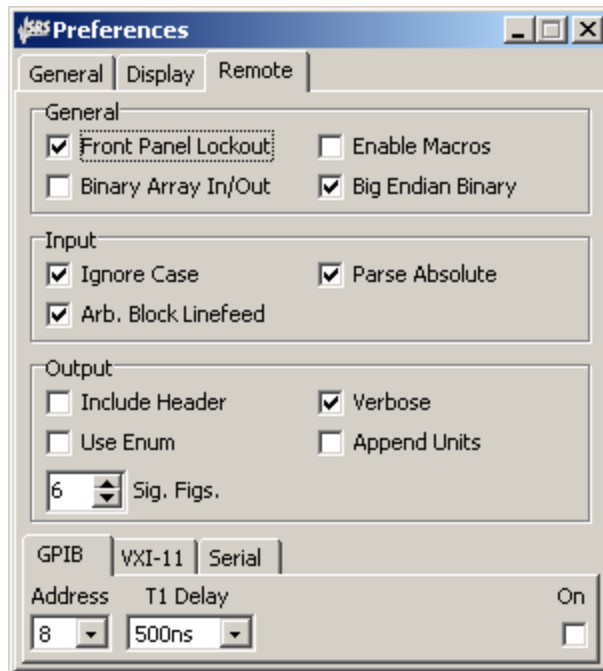 SRS Preferences
General Display Remote
General
Front Panel Lockout Enable Macros
Binary Array In/Out Big Endian Binary
Input
Ignore Case Parse Absolute
Arb. Block Linefeed
Output
Include Header Verbose
Use Enum Append Units
6 Sig. Figs.
GPIB VXI-11 Serial
Address T1 Delay On
8 500ns